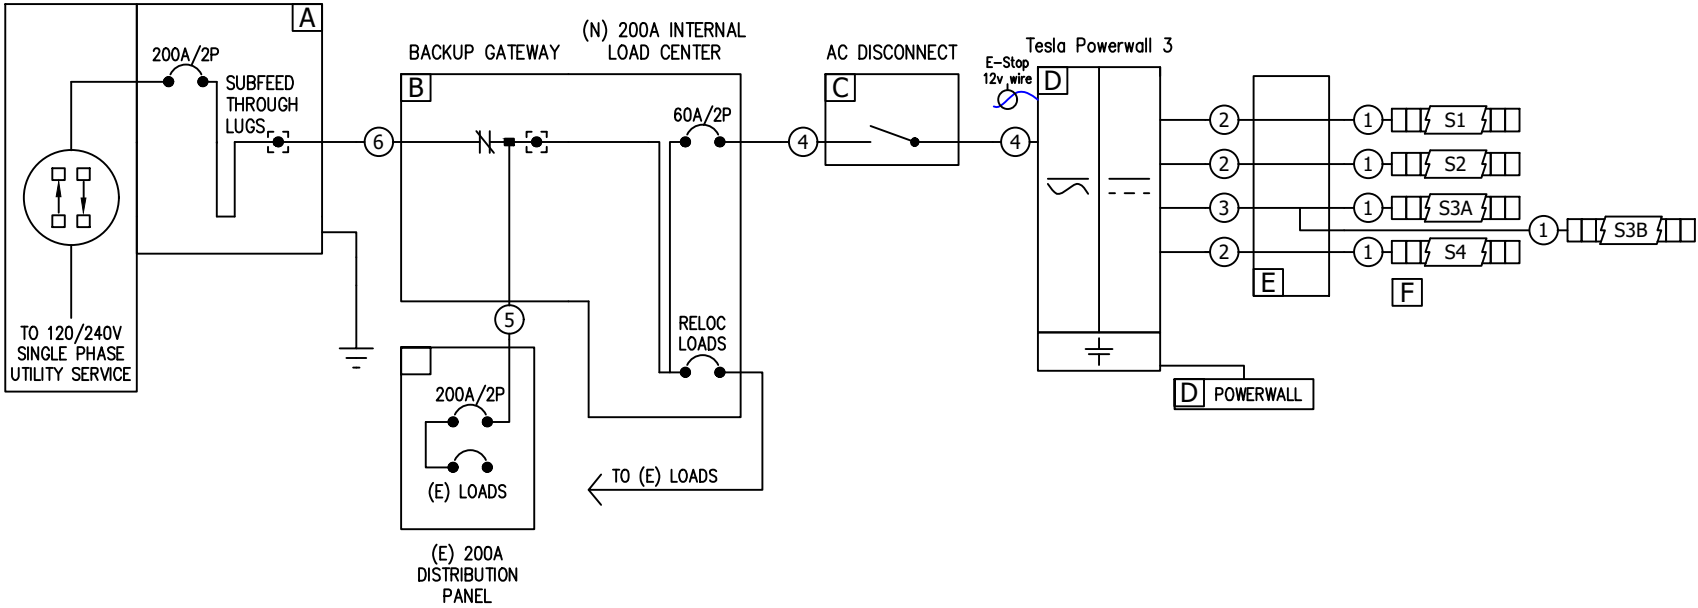 A
200A/2P
SUBFEED
THROUGH
LUGS
TO 120/240V
SINGLE PHASE
UTILITY SERVICE
6
BACKUP GATEWAY
(N) 200A INTERNAL
LOAD CENTER
B
60A/2P
RELOC
LOADS
5
200A/2P
(E) LOADS
(E) 200A
DISTRIBUTION
PANEL
TO (E) LOADS
4
AC DISCONNECT
C
4
E-Stop
12v wire
Tesla Powerwall 3
D
D POWERWALL
2
2
3
2
E
1 S1
1 S2
1 S3A
1 S3B
1 S4
F